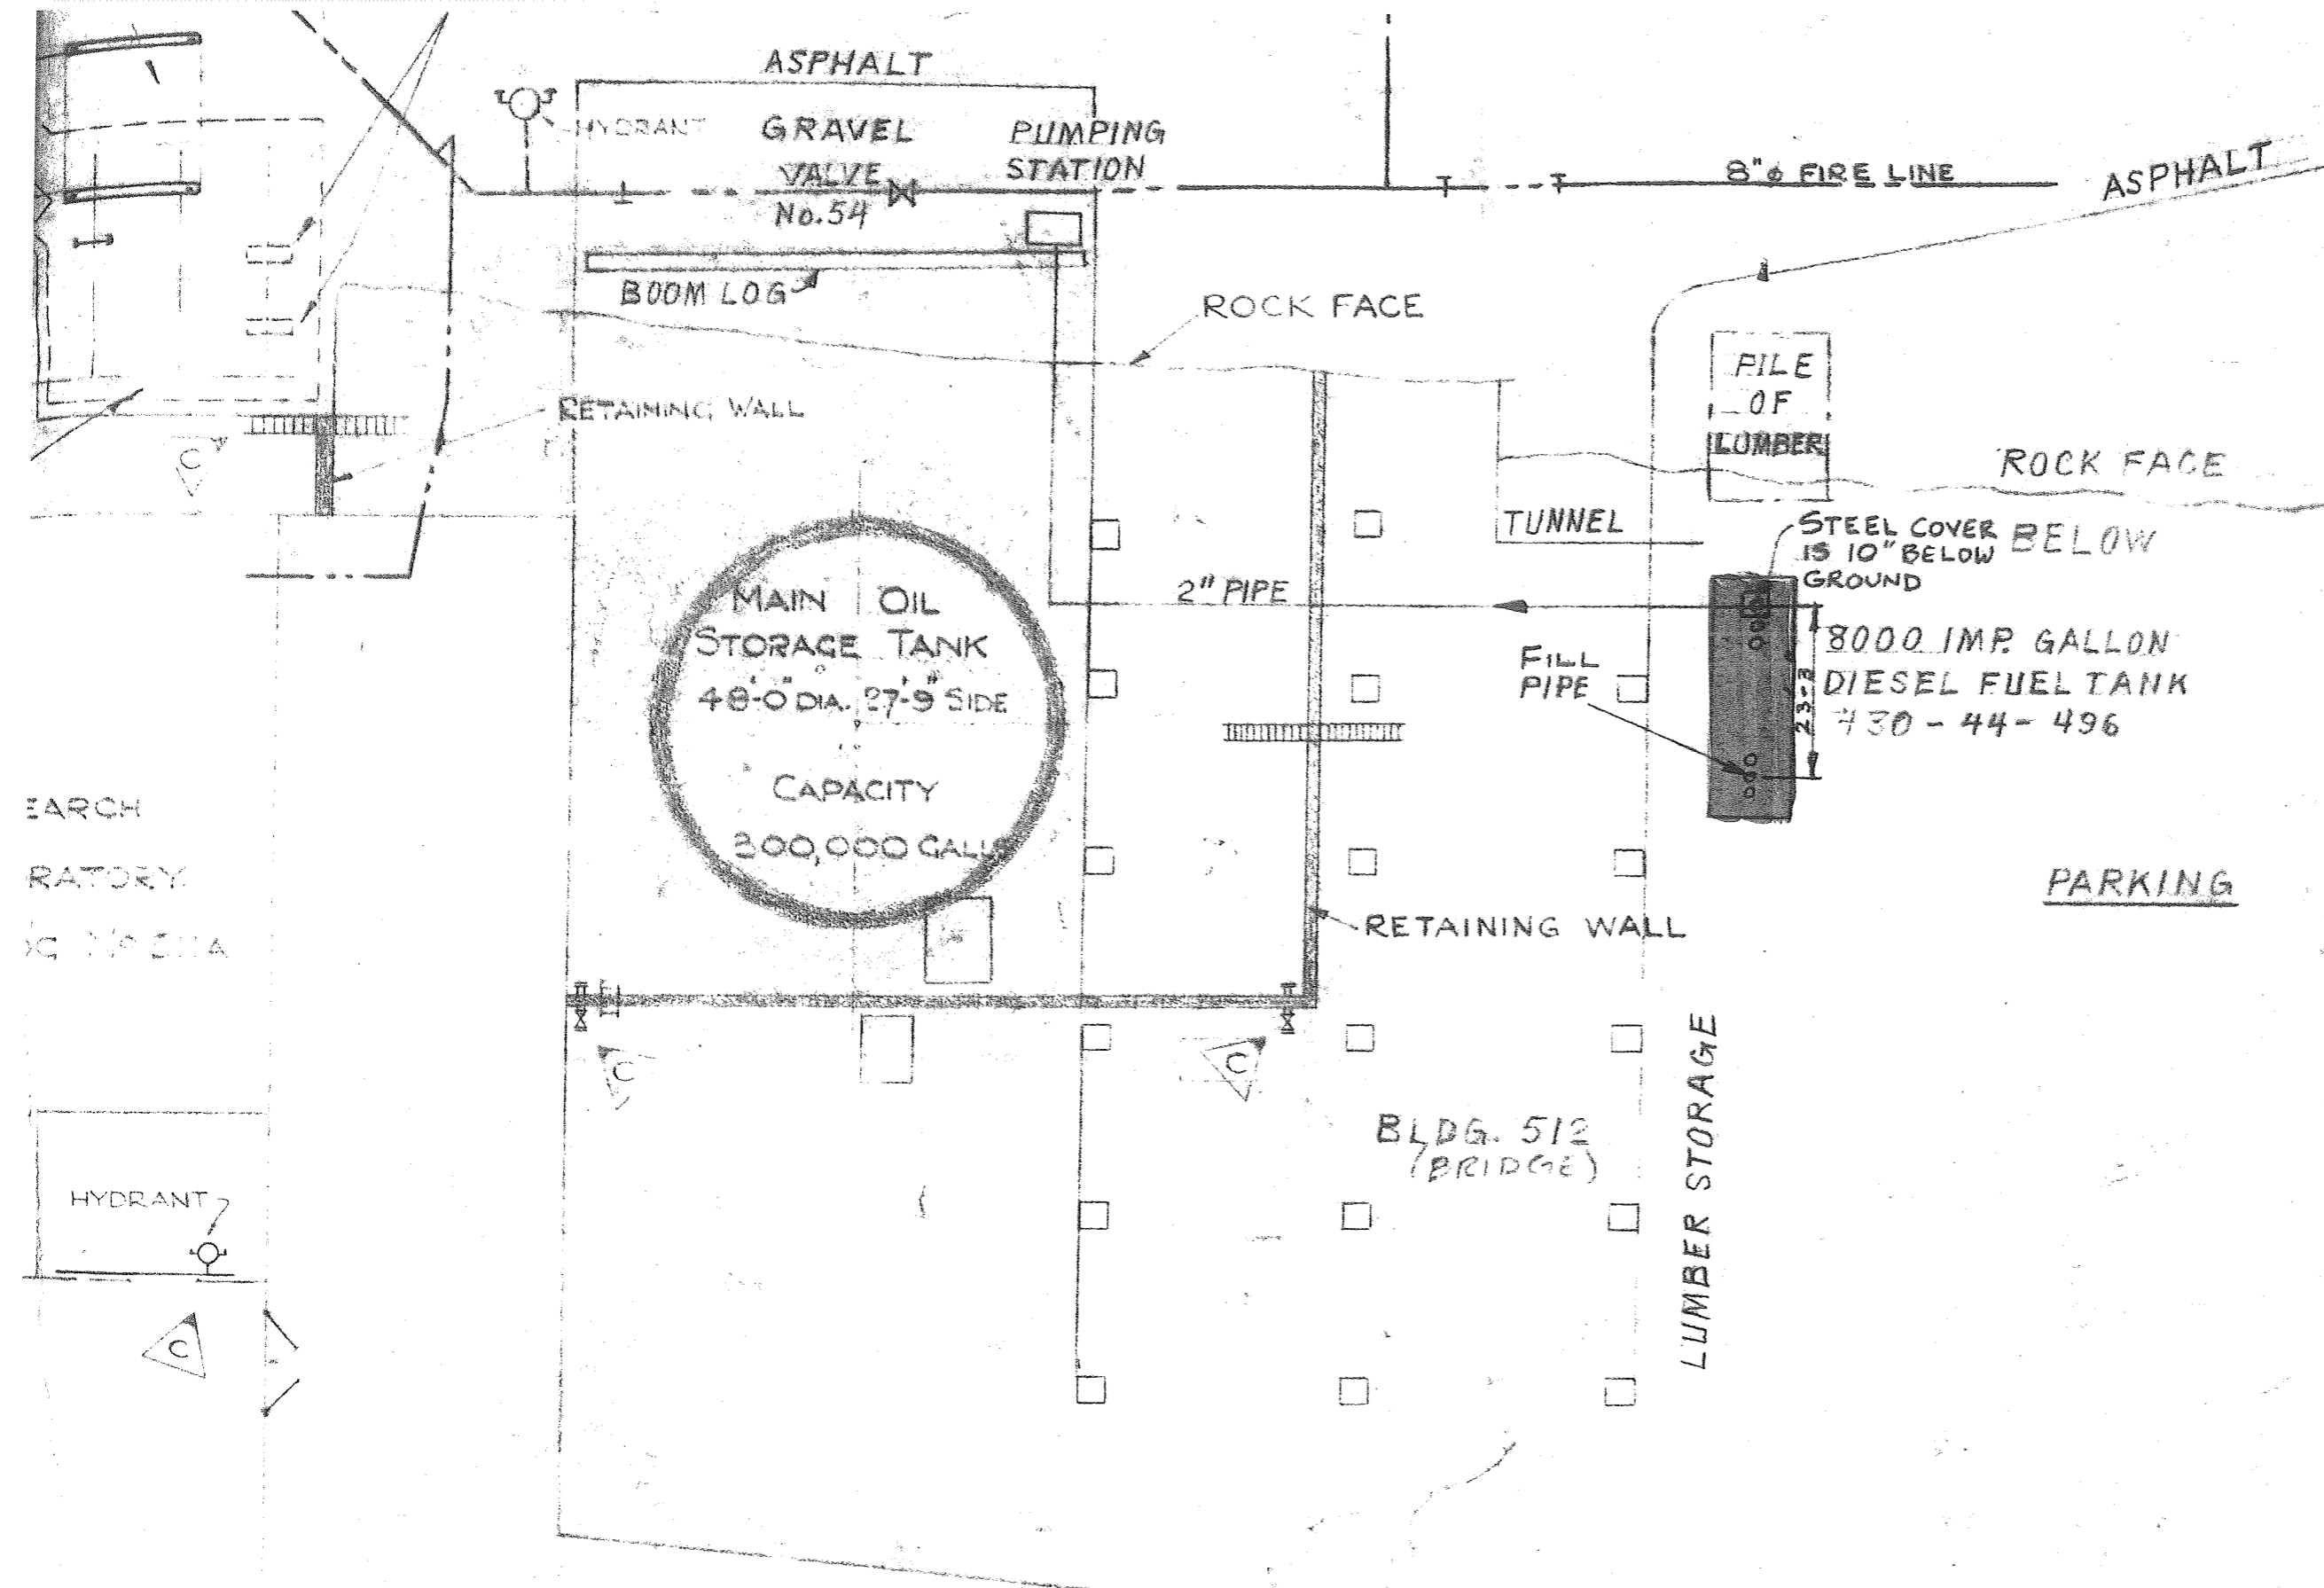 ASPHALT
HYDRANT
GRAVEL
VALVE
No.54
PUMPING
STATION
8"ø FIRE LINE
ASPHALT
BOOM LOG
ROCK FACE
PILE
OF
LUMBER
RETAINING WALL
C
ROCK FACE
TUNNEL
STEEL COVER
IS 10" BELOW
GROUND
BELOW
MAIN OIL
STORAGE TANK
48'-0" DIA. 27'-9" SIDE
CAPACITY
300,000 GALLS
2" PIPE
FILL
PIPE
8000 IMP. GALLON
DIESEL FUEL TANK
430-44-496
23-3
EARCH
RATORY
PARKING
RETAINING WALL
C
C
BLDG. 512
(BRIDGE)
LUMBER STORAGE
HYDRANT
C